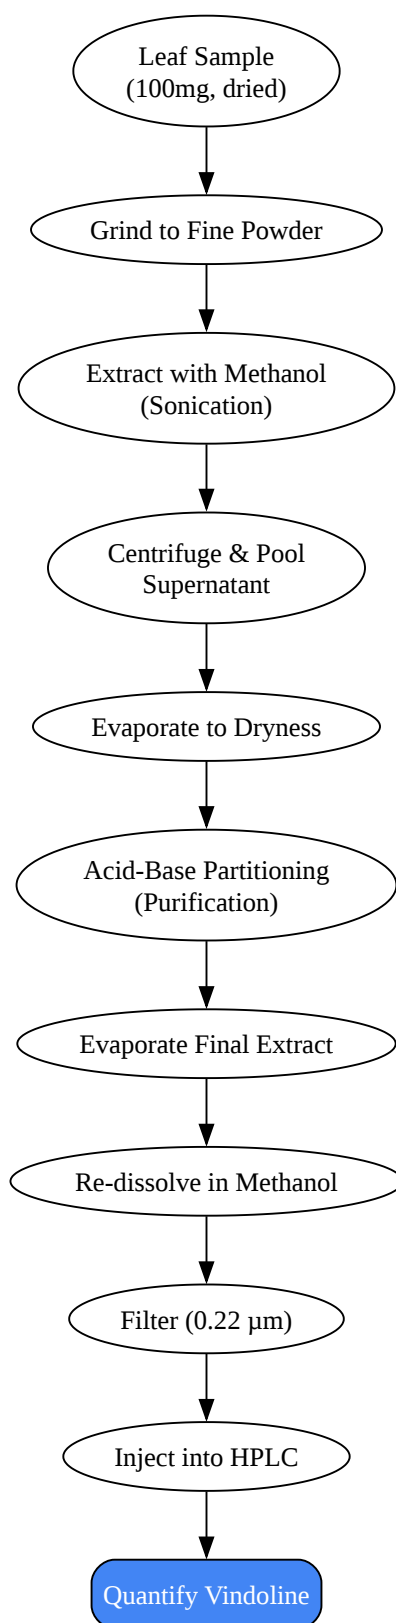 Leaf Sample
(100mg, dried)
Grind to Fine Powder
Extract with Methanol
(Sonication)
Centrifuge & Pool
Supernatant
Evaporate to Dryness
Acid-Base Partitioning
(Purification)
Evaporate Final Extract
Re-dissolve in Methanol
Filter (0.22 µm)
Inject into HPLC
Quantify Vindoline